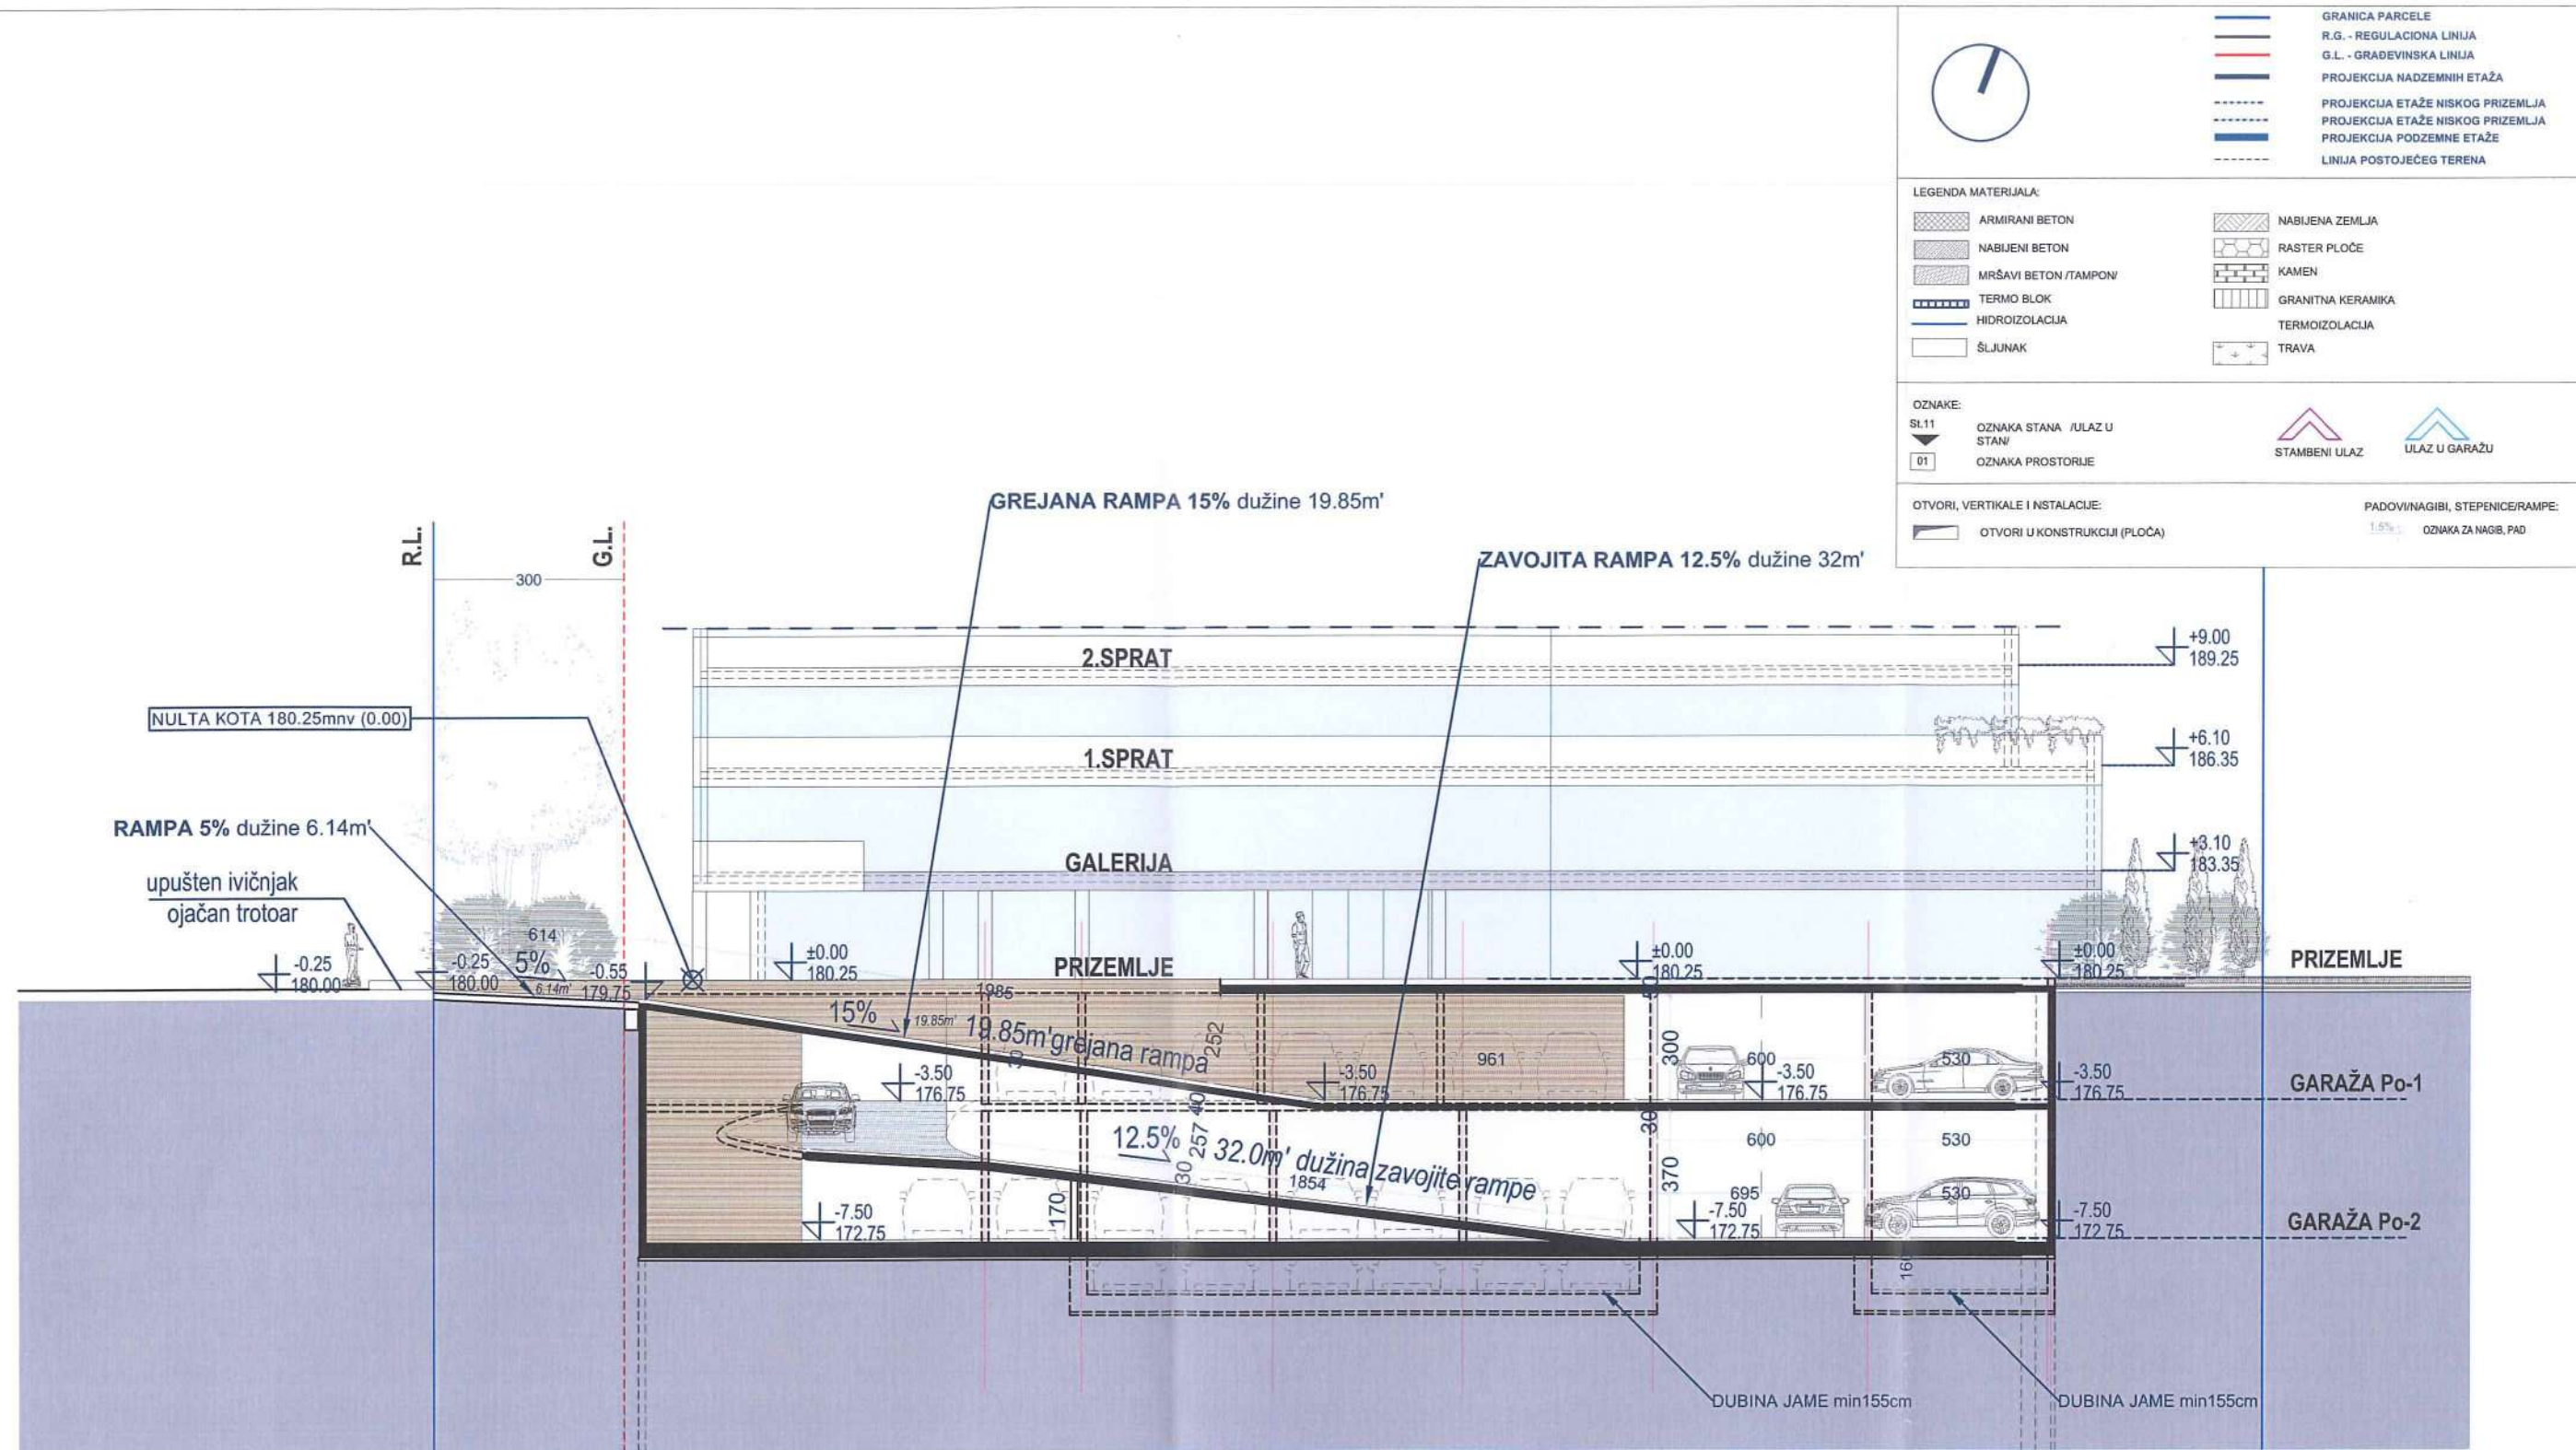 GRANICA PARCELE
R.G. - REGULACIONA LINIJA
G.L. - GRAĐEVINSKA LINIJA
PROJEKCIJA NADZEMNIH ETAŽA
PROJEKCIJA ETAŽE NISKOG PRIZEMLJA
PROJEKCIJA ETAŽE NISKOG PRIZEMLJA
PROJEKCIJA PODZEMNE ETAŽE
LINIJA POSTOJEĆEG TERENA
LEGENDA MATERIJALA:
ARMIRANI BETON
NABIJENI BETON
MRŠAVI BETON /TAMPON/
TERMO BLOK
HIDROIZOLACIJA
ŠLJUNAK
NABIJENA ZEMLJA
RASTER PLOČE
KAMEN
GRANITNA KERAMIKA
TERMOIZOLACIJA
TRAVA
OZNAKE:
St.11
OZNAKA STANA /ULAZ U
STAN/
01
OZNAKA PROSTORIJE
STAMBENI ULAZ
ULAZ U GARAŽU
OTVORI, VERTIKALE I INSTALACIJE:
OTVORI U KONSTRUKCIJI (PLOČA)
PADOVI/NAGIBI, STEPENICE/RAMPE:
1.5%
OZNAKA ZA NAGIB, PAD
GREJANA RAMPA 15% dužine 19.85m'
ZAVOJITA RAMPA 12.5% dužine 32m'
R.L.
G.L.
300
NULTA KOTA 180.25mnv (0.00)
RAMPA 5% dužine 6.14m'
upušten ivičnjak
ojačan trotoar
2.SPRAT
1.SPRAT
GALERIJA
PRIZEMLJE
+9.00
189.25
+6.10
186.35
+3.10
183.35
PRIZEMLJE
-0.25
180.00
-0.25
180.00
614
5%
6.14m'
-0.55
179.75
±0.00
180.25
±0.00
180.25
±0.00
180.25
1985
15%
19.85m'
19.85m' grejana rampa
30
252
50
961
300
600
530
-3.50
176.75
-3.50
176.75
-3.50
176.75
-3.50
176.75
GARAŽA Po-1
12.5%
40
257
30
32.0m' dužina zavojite rampe
1854
30
370
170
600
530
695
530
-7.50
172.75
-7.50
172.75
-7.50
172.75
GARAŽA Po-2
DUBINA JAME min155cm
DUBINA JAME min155cm